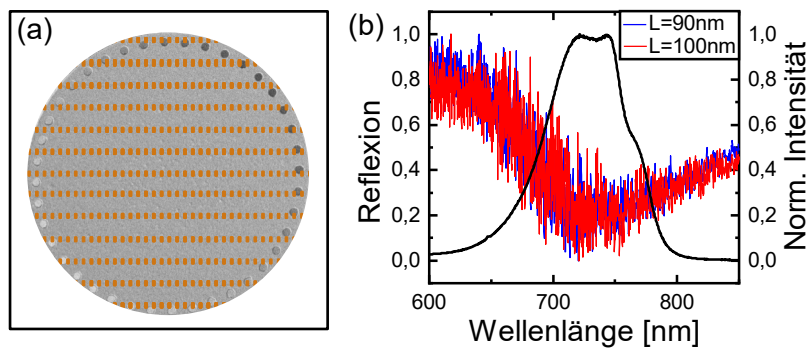 (a)
(b)
L=90nm
L=100nm
1,0
0,8
0,6
0,4
0,2
0,0
Reflexion
1,0
0,8
0,6
0,4
0,2
0,0
Norm. Intensität
600
700
800
Wellenlänge [nm]